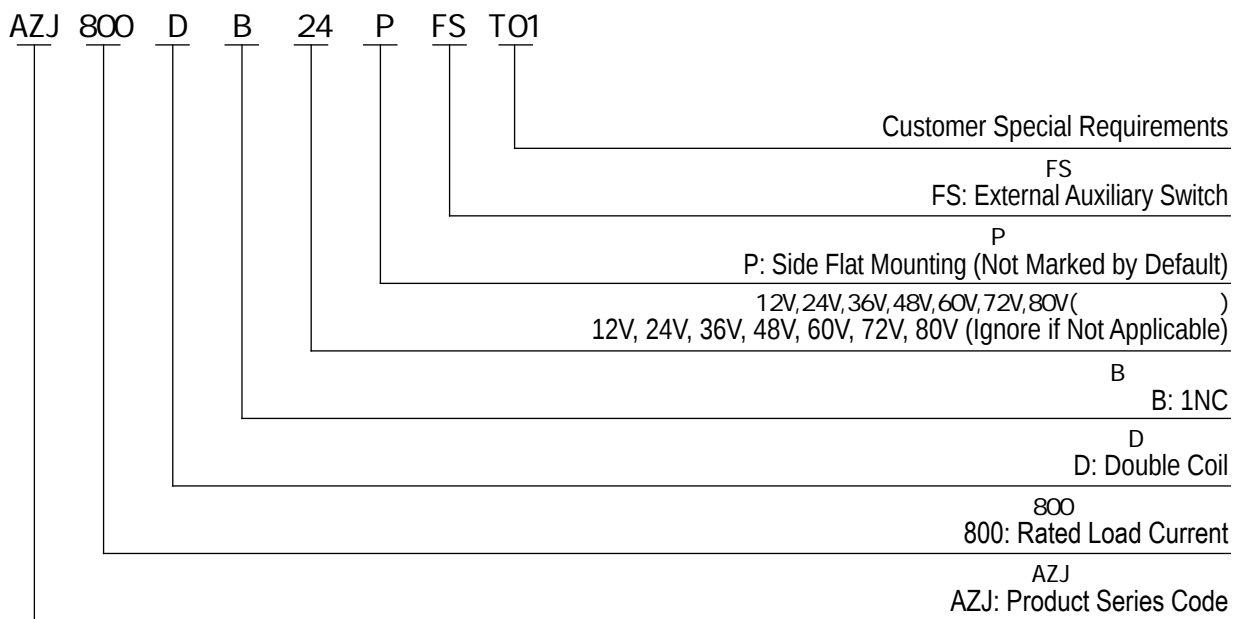 AZJ 800 D B 24 P FS T01
Customer Special Requirements
FS
FS: External Auxiliary Switch
P
P: Side Flat Mounting (Not Marked by Default)
12V,24V,36V,48V,60V,72V,80V( )
12V, 24V, 36V, 48V, 60V, 72V, 80V (Ignore if Not Applicable)
B
B: 1NC
D
D: Double Coil
800
800: Rated Load Current
AZJ
AZJ: Product Series Code